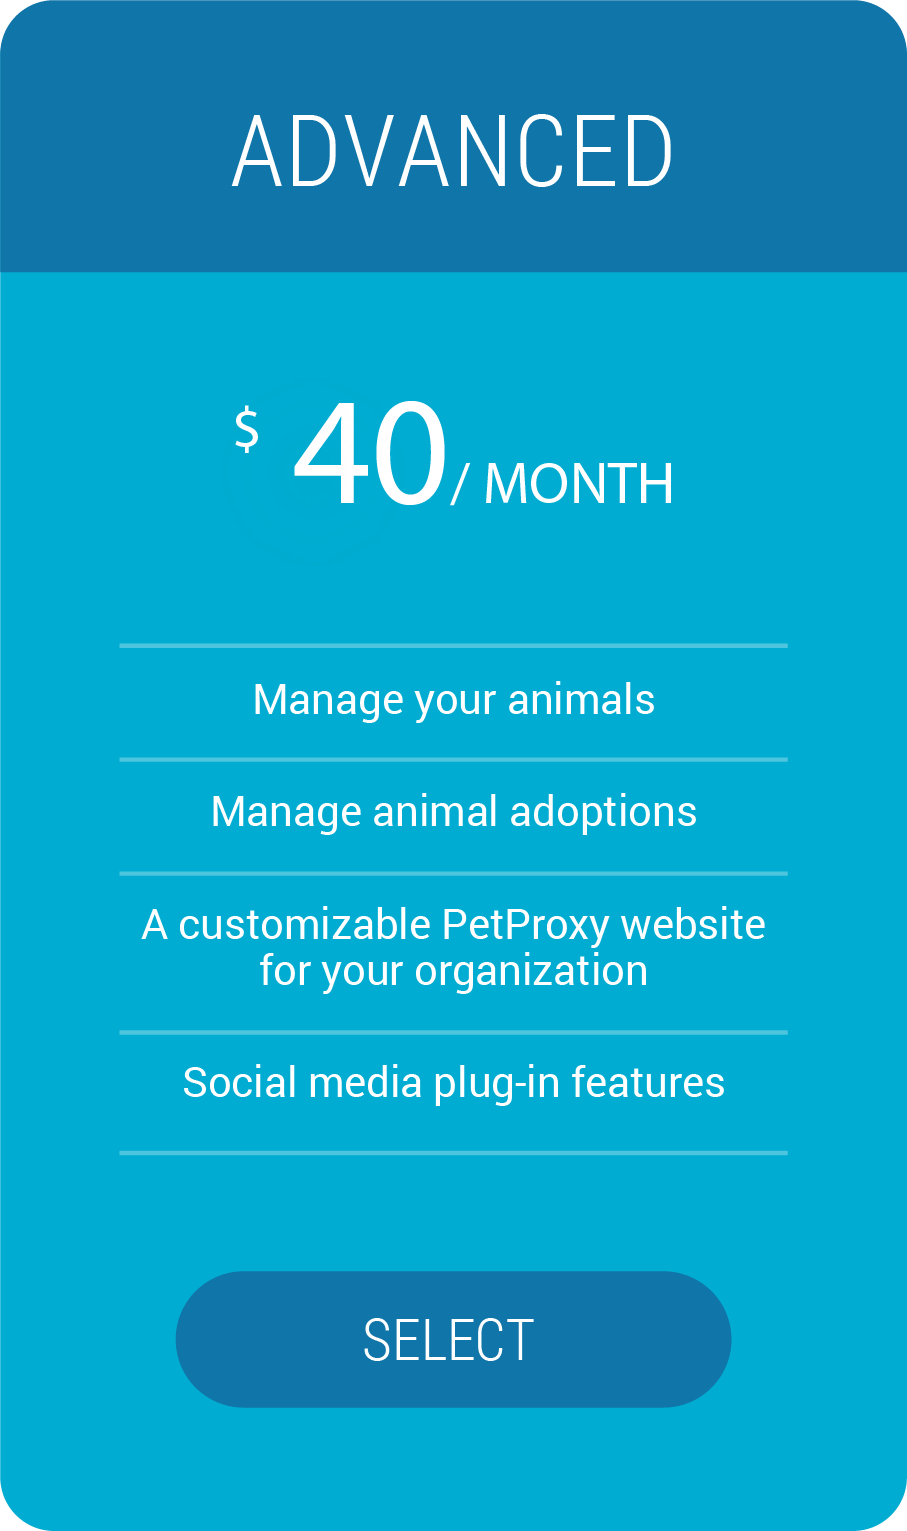 ADVANCED
$ 40 / MONTH
Manage your animals
Manage animal adoptions
A customizable PetProxy website
for your organization
Social media plug-in features
SELECT